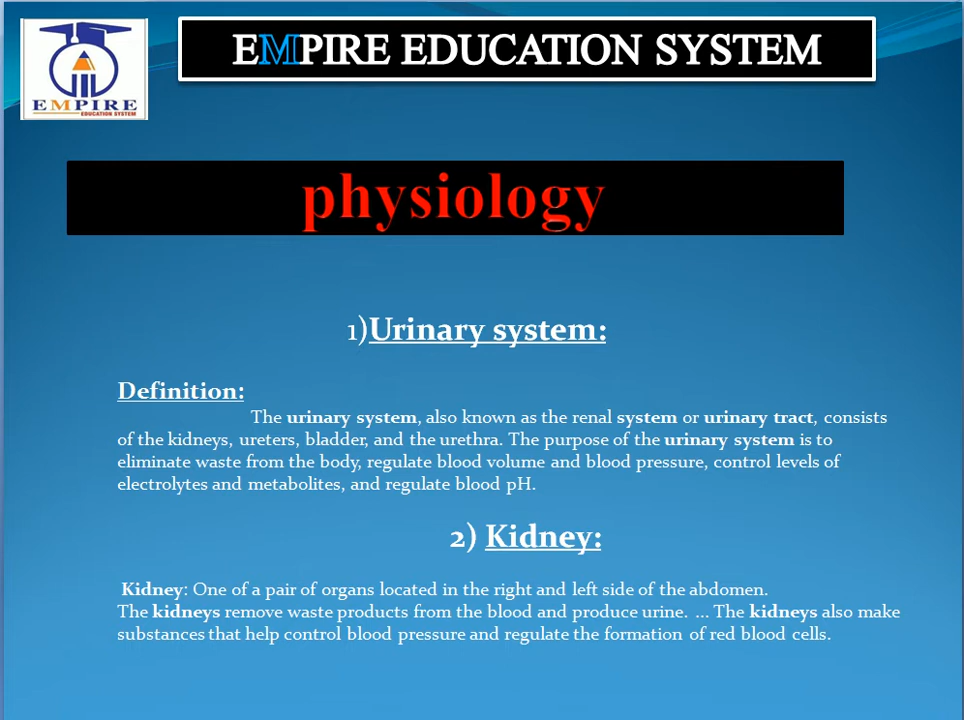 EMPIRE EDUCATION SYSTEM
EMPIRE
EDUCATION SYSTEM
physiology
1)Urinary system:
Definition:
The urinary system, also known as the renal system or urinary tract, consists
of the kidneys, ureters, bladder, and the urethra. The purpose of the urinary system is to
eliminate waste from the body, regulate blood volume and blood pressure, control levels of
electrolytes and metabolites, and regulate blood pH.
2) Kidney:
Kidney: One of a pair of organs located in the right and left side of the abdomen.
The kidneys remove waste products from the blood and produce urine. ... The kidneys also make
substances that help control blood pressure and regulate the formation of red blood cells.